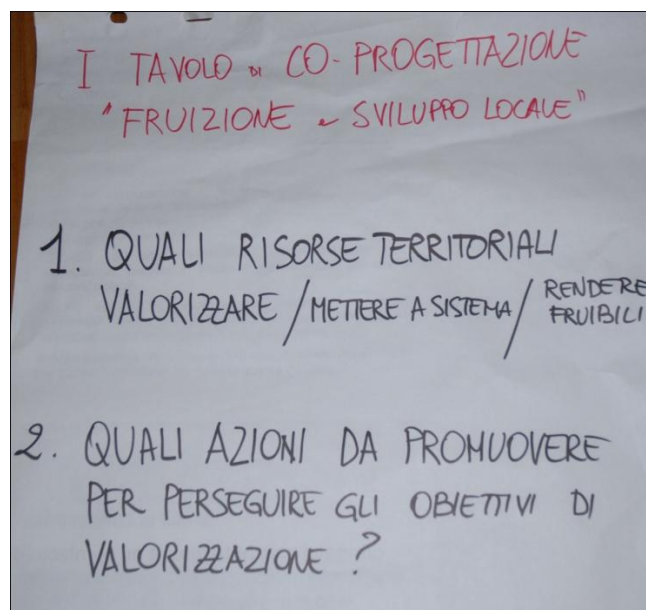 I TAVOLO DI CO-PROGETTAZIONE
"FRUIZIONE e SVILUPPO LOCALE"
1. QUALI RISORSE TERRITORIALI
VALORIZZARE / METTERE A SISTEMA / RENDERE FRUIBILI
2. QUALI AZIONI DA PROMUOVERE
PER PERSEGUIRE GLI OBIETTIVI DI
VALORIZZAZIONE ?